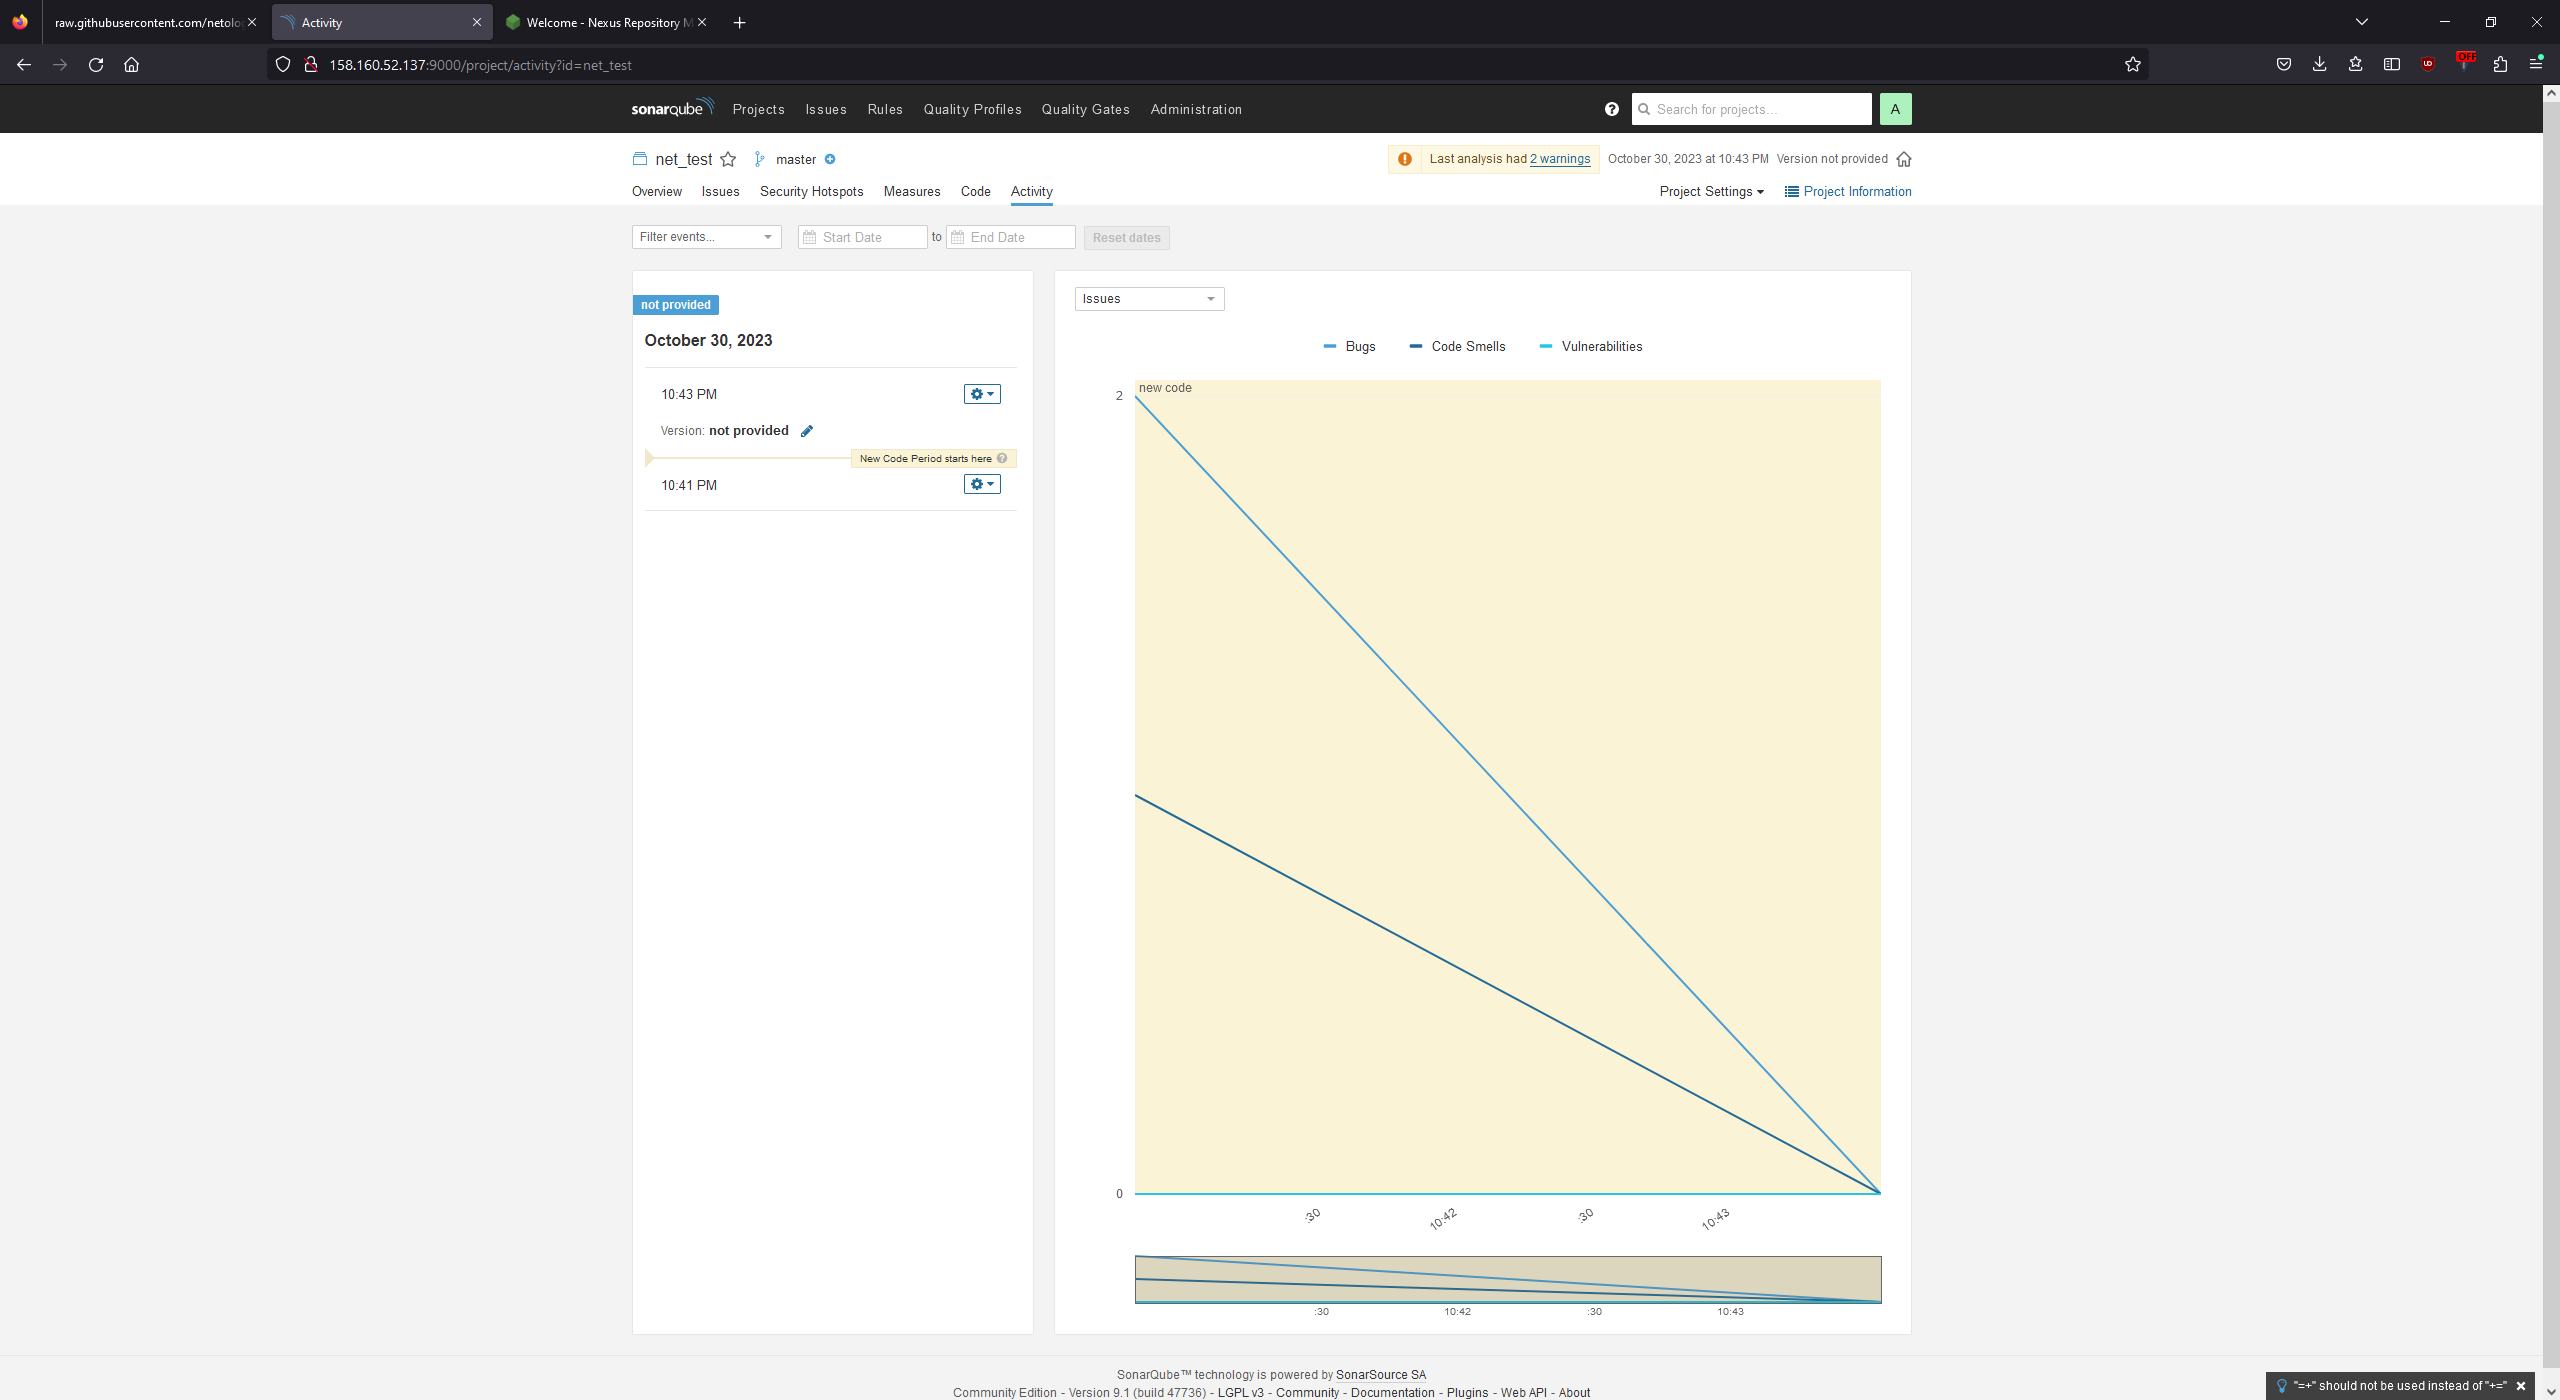 raw.githubusercontent.com/netolo
Activity
Welcome - Nexus Repository M
158.160.52.137:9000/project/activity?id=net_test
OFF
sonarqube Projects Issues Rules Quality Profiles Quality Gates Administration
Search for projects...
A
net_test master
Last analysis had 2 warnings October 30, 2023 at 10:43 PM Version not provided
Overview Issues Security Hotspots Measures Code Activity
Project Settings Project Information
Filter events... Start Date to End Date Reset dates
not provided
October 30, 2023
10:43 PM
Version: not provided
New Code Period starts here
10:41 PM
Issues
Bugs Code Smells Vulnerabilities
new code
2
0
:30 10:42 :30 10:43
:30 10:42 :30 10:43
SonarQube™ technology is powered by SonarSource SA
Community Edition - Version 9.1 (build 47736) - LGPL v3 - Community - Documentation - Plugins - Web API - About
"=+" should not be used instead of "+="